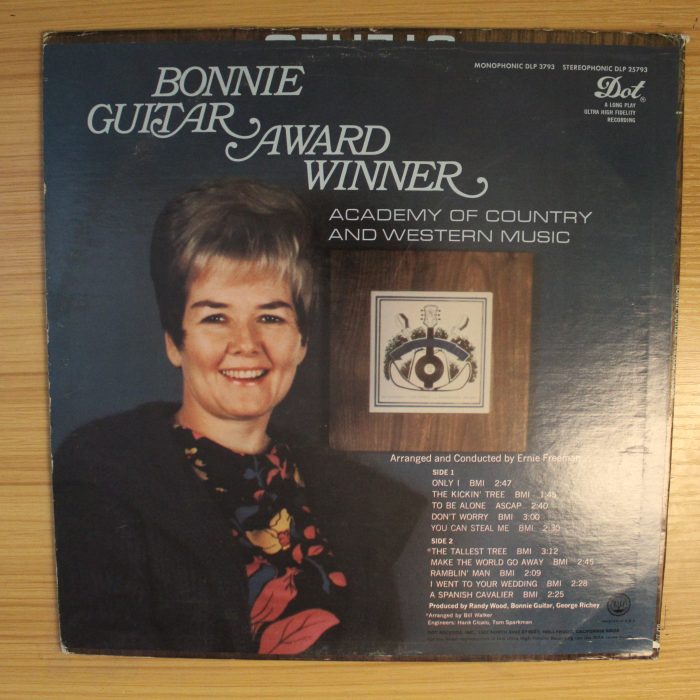 STEREO
MONOPHONIC DLP 3793 STEREOPHONIC DLP 25793
Dot®
A LONG PLAY
ULTRA HIGH FIDELITY
RECORDING
BONNIE
GUITAR AWARD
WINNER
ACADEMY OF COUNTRY
AND WESTERN MUSIC
Arranged and Conducted by Ernie Freeman
SIDE 1
ONLY I BMI 2:47
THE KICKIN' TREE BMI 1:45
TO BE ALONE ASCAP 2:40
DON'T WORRY BMI 3:00
YOU CAN STEAL ME BMI 2:30
SIDE 2
*THE TALLEST TREE BMI 3:12
MAKE THE WORLD GO AWAY BMI 2:45
RAMBLIN' MAN BMI 2:09
I WENT TO YOUR WEDDING BMI 2:28
A SPANISH CAVALIER BMI 2:25
Produced by Randy Wood, Bonnie Guitar, George Richey
*Arranged by Bill Walker
Engineers: Hank Cicalo, Tom Sparkman